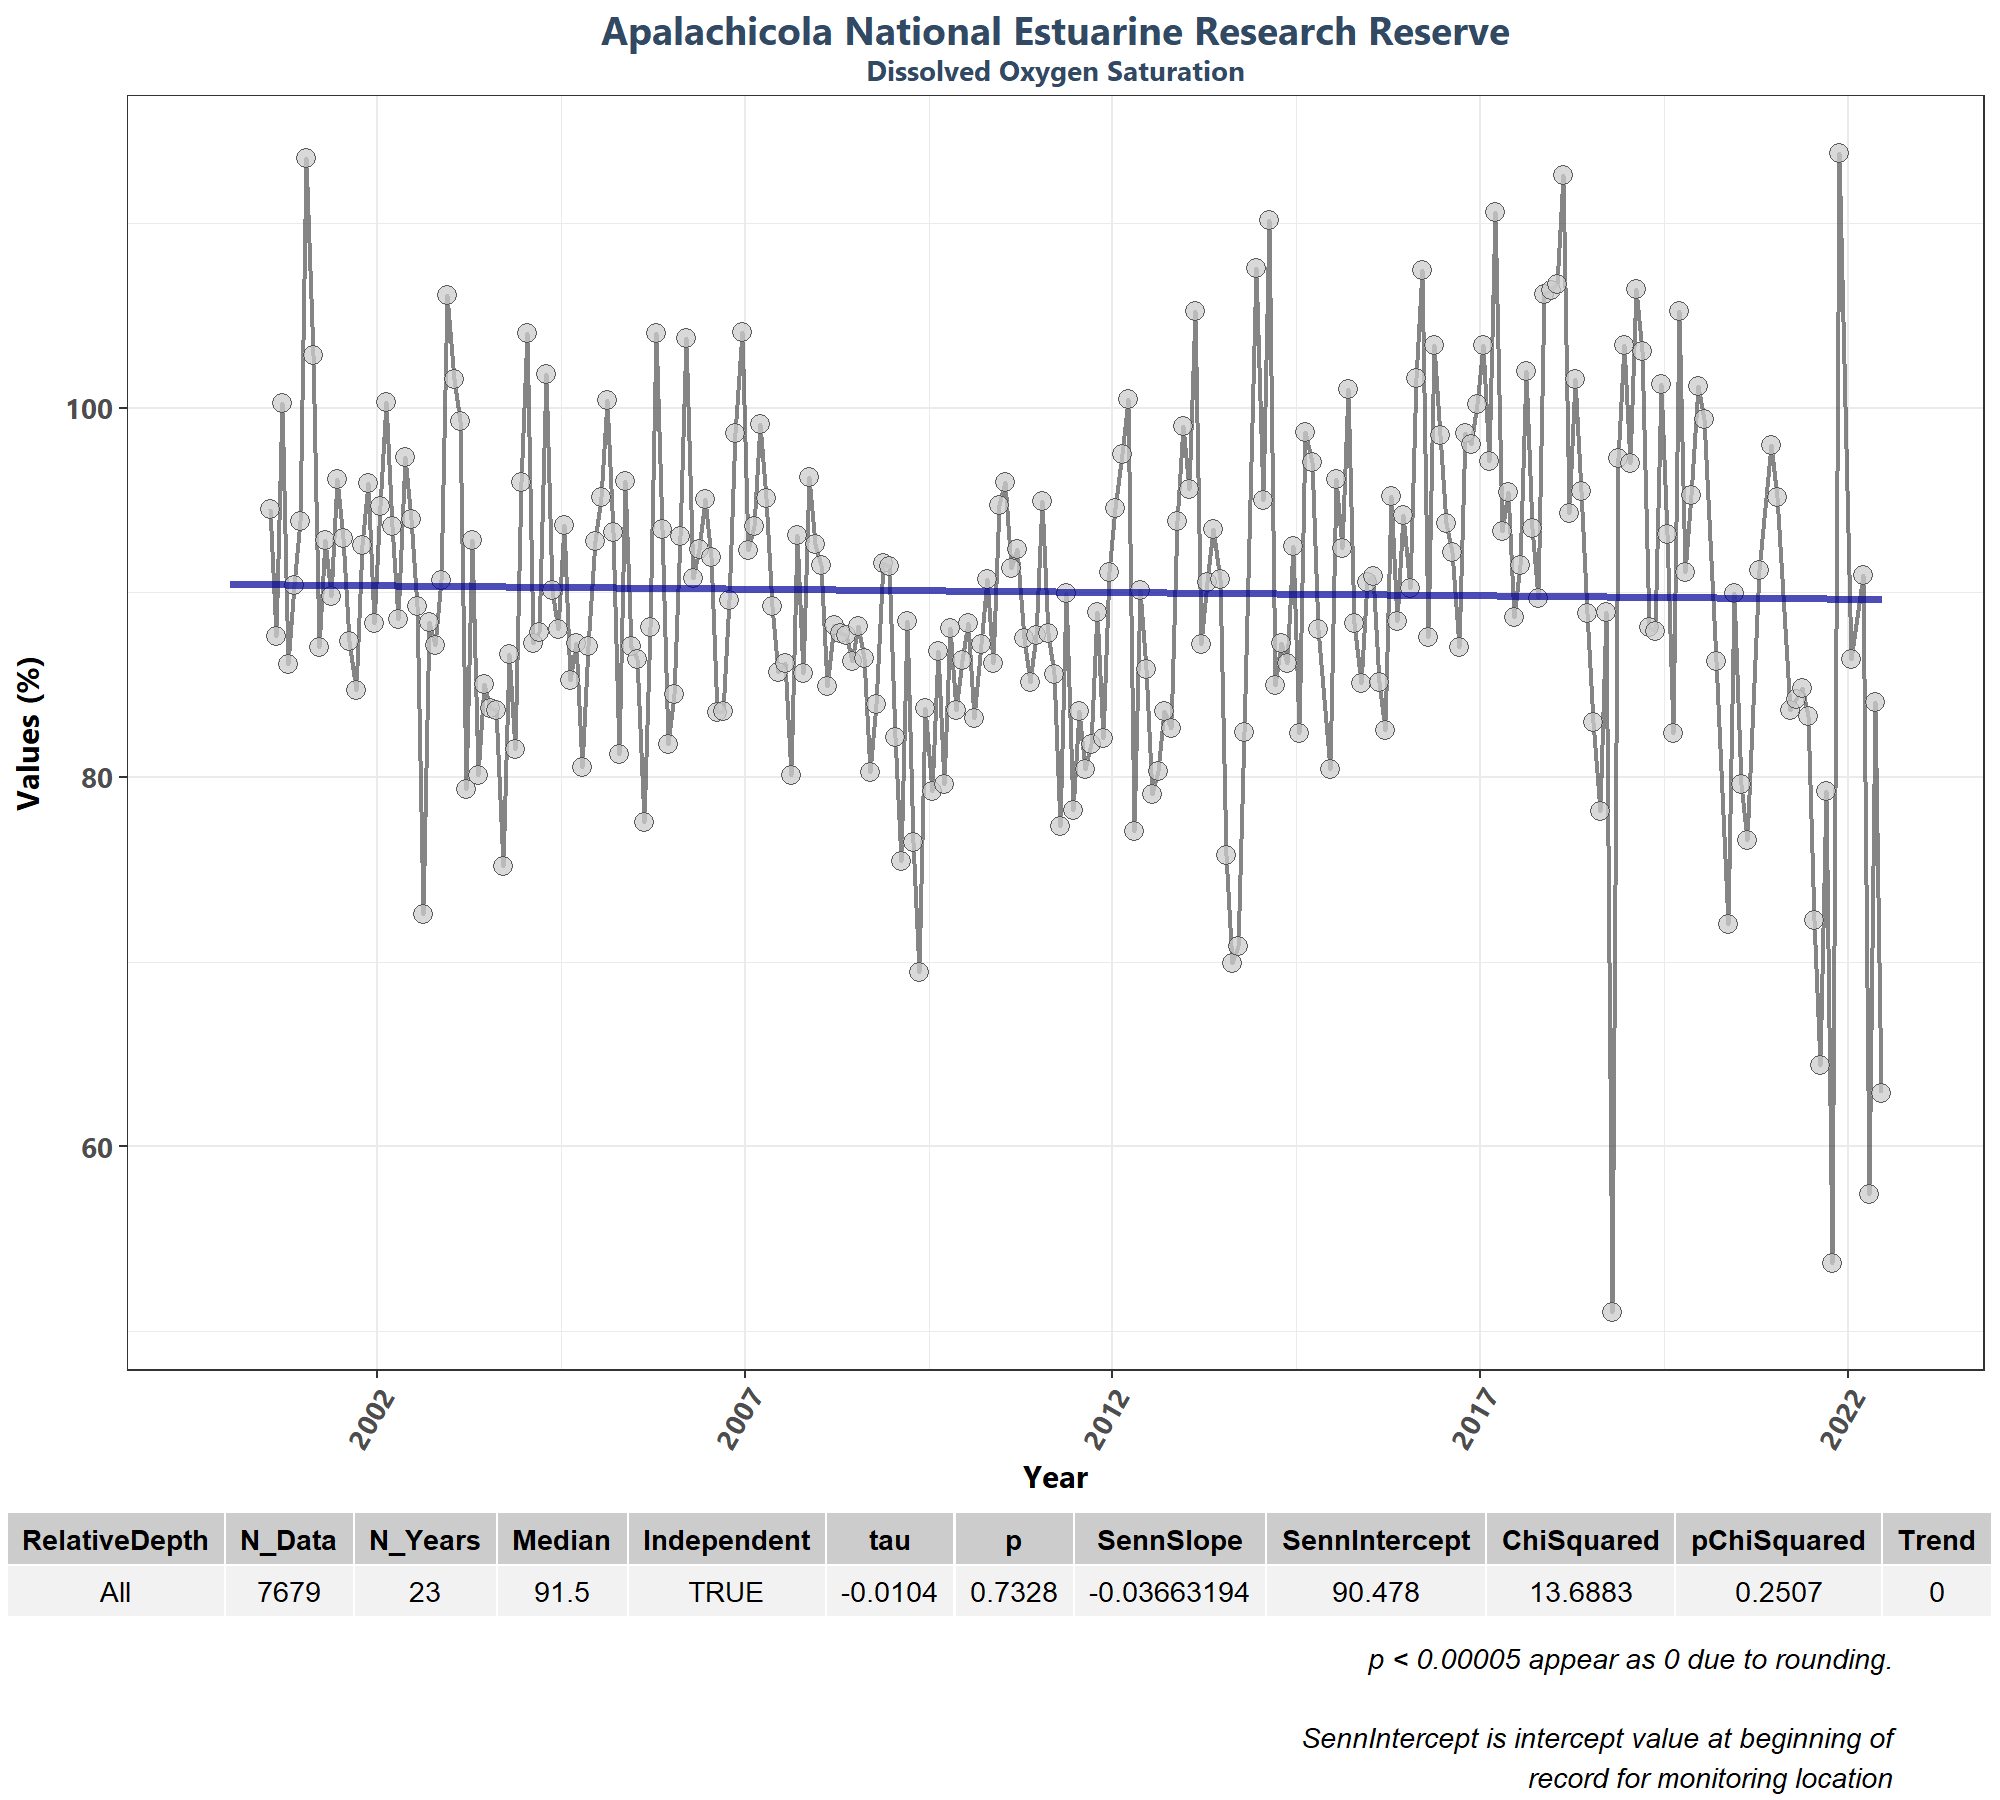 Apalachicola National Estuarine Research Reserve
Dissolved Oxygen Saturation
Values (%)
100
80
60
2002
2007
2012
2017
2022
Year
RelativeDepth N_Data N_Years Median Independent tau p SennSlope SennIntercept ChiSquared pChiSquared Trend
All 7679 23 91.5 TRUE -0.0104 0.7328 -0.03663194 90.478 13.6883 0.2507 0
p < 0.00005 appear as 0 due to rounding.
SennIntercept is intercept value at beginning of
record for monitoring location